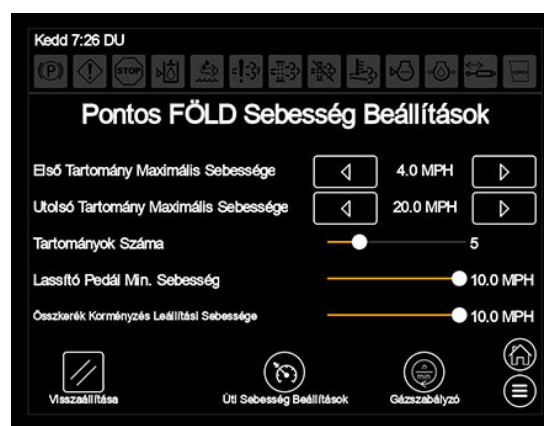 Kedd 7:26 DU
STOP
Pontos FÖLD Sebesség Beállítások
Első Tartomány Maximális Sebessége 4.0 MPH
Utolsó Tartomány Maximális Sebessége 20.0 MPH
Tartományok Száma 5
Lassító Pedál Min. Sebesség 10.0 MPH
Összkerék Korményzés Leállítási Sebessége 10.0 MPH
n/min
Visszaállítása Úti Sebesség Beállítások Gázszabályzó